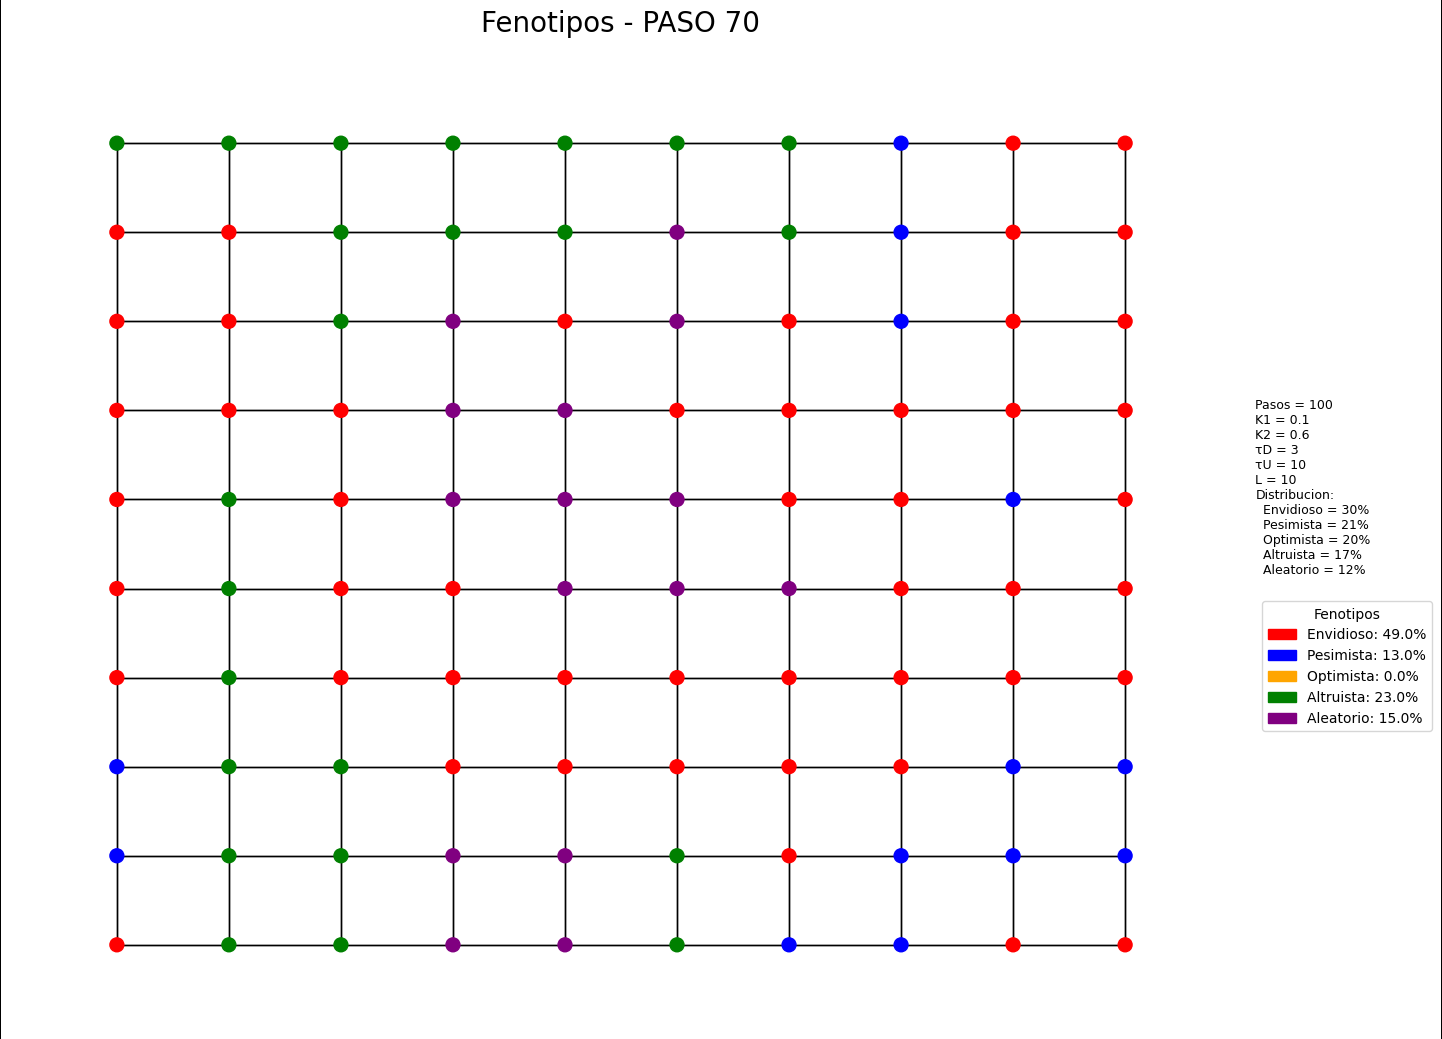 Fenotipos - PASO 70
Pasos = 100
K1 = 0.1
K2 = 0.6
τD = 3
τU = 10
L = 10
Distribucion:
Envidioso = 30%
Pesimista = 21%
Optimista = 20%
Altruista = 17%
Aleatorio = 12%
Fenotipos
Envidioso: 49.0%
Pesimista: 13.0%
Optimista: 0.0%
Altruista: 23.0%
Aleatorio: 15.0%